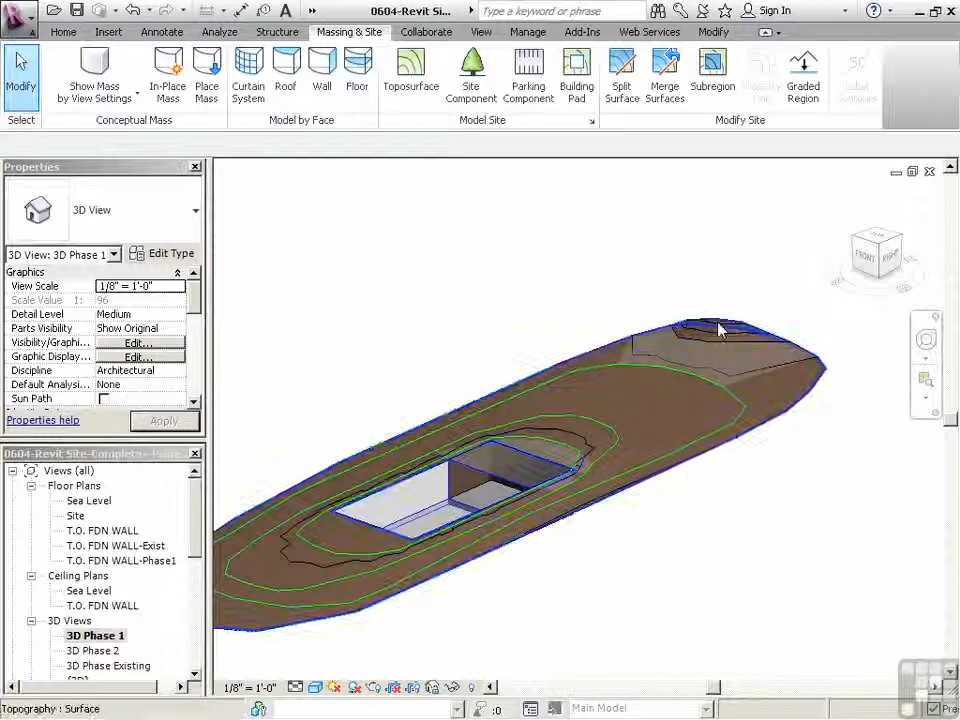 0604-Revit Si...
Type a keyword or phrase
Sign In
Home Insert Annotate Analyze Structure Massing & Site Collaborate View Manage Add-Ins Web Services Modify
Modify
Show Mass by View Settings
In-Place Mass
Place Mass
Curtain System
Roof
Wall
Floor
Toposurface
Site Component
Parking Component
Building Pad
Split Surface
Merge Surfaces
Subregion
Property Line
Graded Region
Label Contours
Select
Conceptual Mass
Model by Face
Model Site
Modify Site
Properties
3D View
3D View: 3D Phase 1
Edit Type
Graphics
View Scale 1/8" = 1'-0"
Scale Value 1: 96
Detail Level Medium
Parts Visibility Show Original
Visibility/Graphi... Edit...
Graphic Display... Edit...
Discipline Architectural
Default Analysi... None
Sun Path
Properties help
Apply
FRONT
RIGHT
Views (all)
Floor Plans
Sea Level
Site
T.O. FDN WALL
T.O. FDN WALL-Exist
T.O. FDN WALL-Phase1
Ceiling Plans
Sea Level
T.O. FDN WALL
3D Views
3D Phase 1
3D Phase 2
3D Phase Existing
1/8" = 1'-0"
Topography : Surface
:0
Main Model